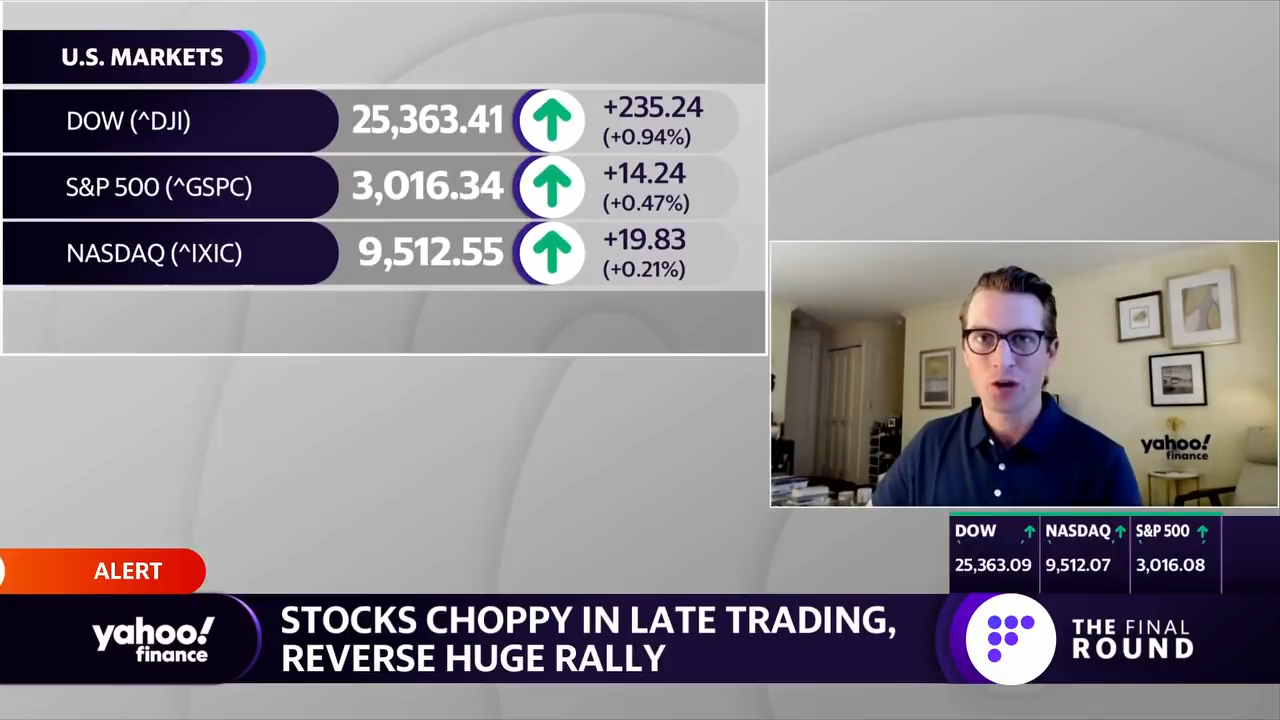 U.S. MARKETS
DOW (^DJI) 25,363.41 +235.24
(+0.94%)
S&P 500 (^GSPC) 3,016.34 +14.24
(+0.47%)
NASDAQ (^IXIC) 9,512.55 +19.83
(+0.21%)
yahoo!
finance
DOW NASDAQ S&P 500
25,363.09 9,512.07 3,016.08
ALERT
yahoo!
finance
STOCKS CHOPPY IN LATE TRADING,
REVERSE HUGE RALLY
THE FINAL
ROUND